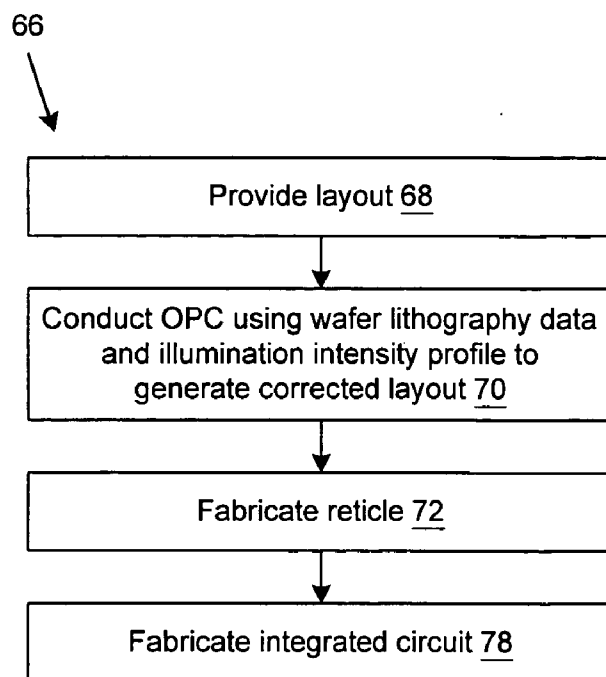 66
Provide layout 68
Conduct OPC using wafer lithography data
and illumination intensity profile to
generate corrected layout 70
Fabricate reticle 72
Fabricate integrated circuit 78